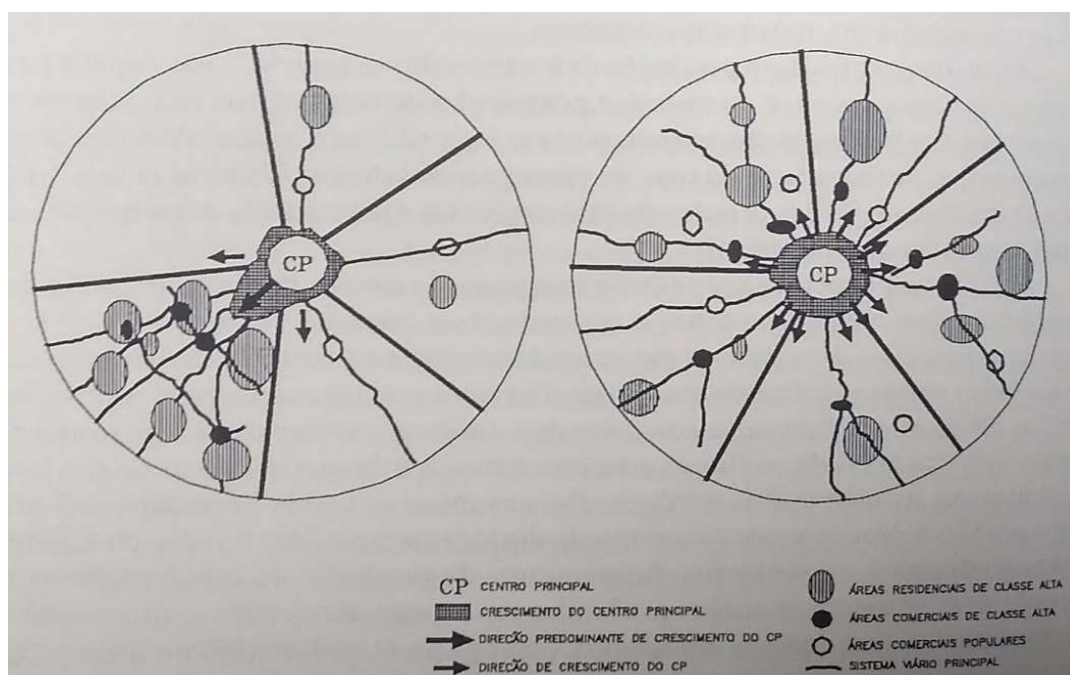 CP
CP
CP CENTRO PRINCIPAL
CRESCIMENTO DO CENTRO PRINCIPAL
DIREÇÃO PREDOMINANTE DE CRESCIMENTO DO CP
DIREÇÃO DE CRESCIMENTO DO CP
ÁREAS RESIDENCIAIS DE CLASSE ALTA
ÁREAS COMERCIAIS DE CLASSE ALTA
ÁREAS COMERCIAIS POPULARES
SISTEMA VIÁRIO PRINCIPAL